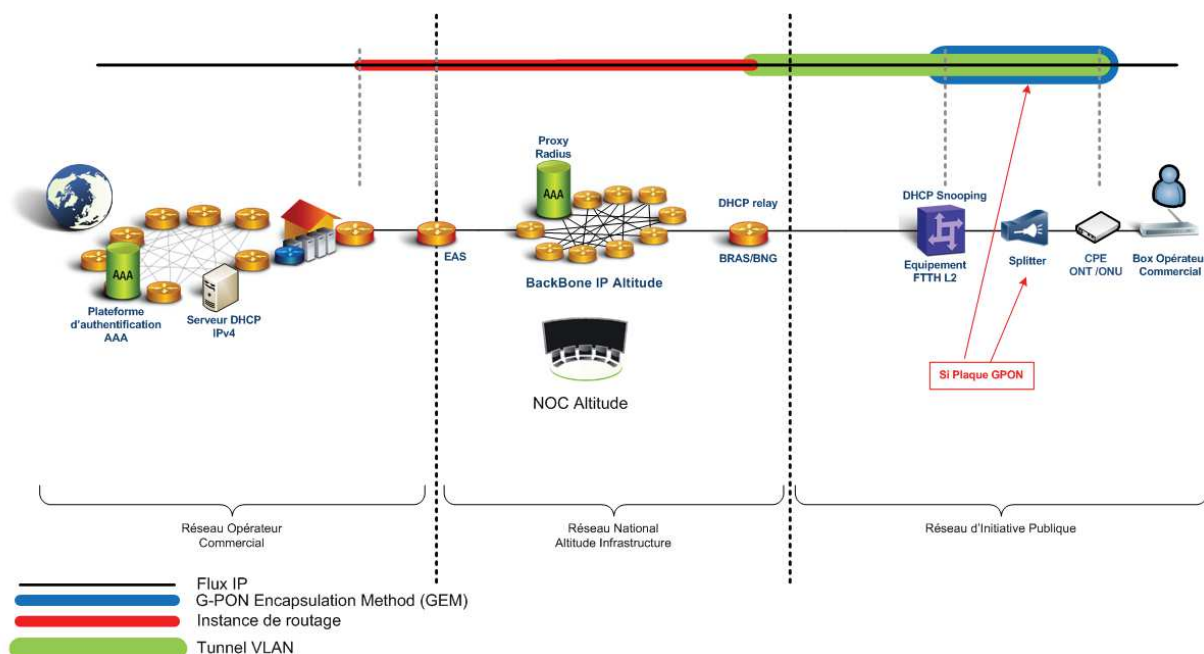 Proxy
Radius
AAA
DHCP relay
DHCP Snooping
EAS
BRAS/BNG
BackBone IP Altitude
Equipement
FTTH L2
Splitter
CPE
ONT /ONU
Box Opérateur
Commercial
AAA
Plateforme
d'authentification
AAA
Serveur DHCP
IPv4
NOC Altitude
Si Plaque GPON
Réseau Opérateur
Commercial
Réseau National
Altitude Infrastructure
Réseau d'Initiative Publique
Flux IP
G-PON Encapsulation Method (GEM)
Instance de routage
Tunnel VLAN